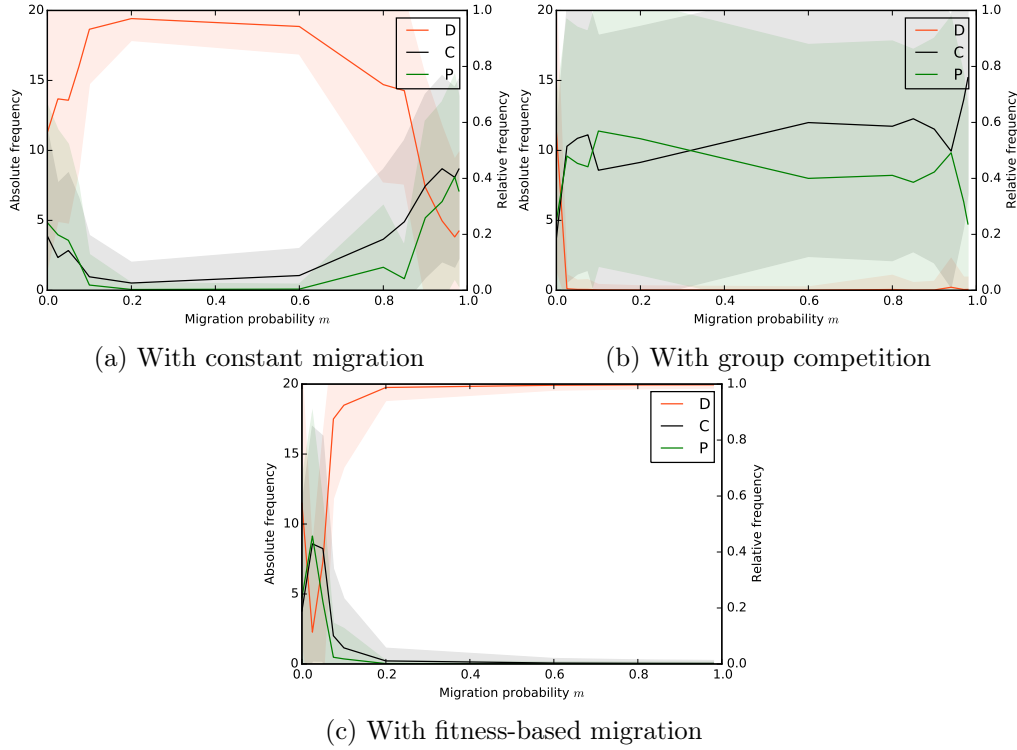 20
15
10
5
0
Absolute frequency
0.0 0.2 0.4 0.6 0.8 1.0
Migration probability m
1.0
0.8
0.6
0.4
0.2
0.0
Relative frequency
D
C
P
(a) With constant migration
20
15
10
5
0
Absolute frequency
0.0 0.2 0.4 0.6 0.8 1.0
Migration probability m
1.0
0.8
0.6
0.4
0.2
0.0
Relative frequency
D
C
P
(b) With group competition
20
15
10
5
0
Absolute frequency
0.0 0.2 0.4 0.6 0.8 1.0
Migration probability m
1.0
0.8
0.6
0.4
0.2
0.0
Relative frequency
D
C
P
(c) With fitness-based migration